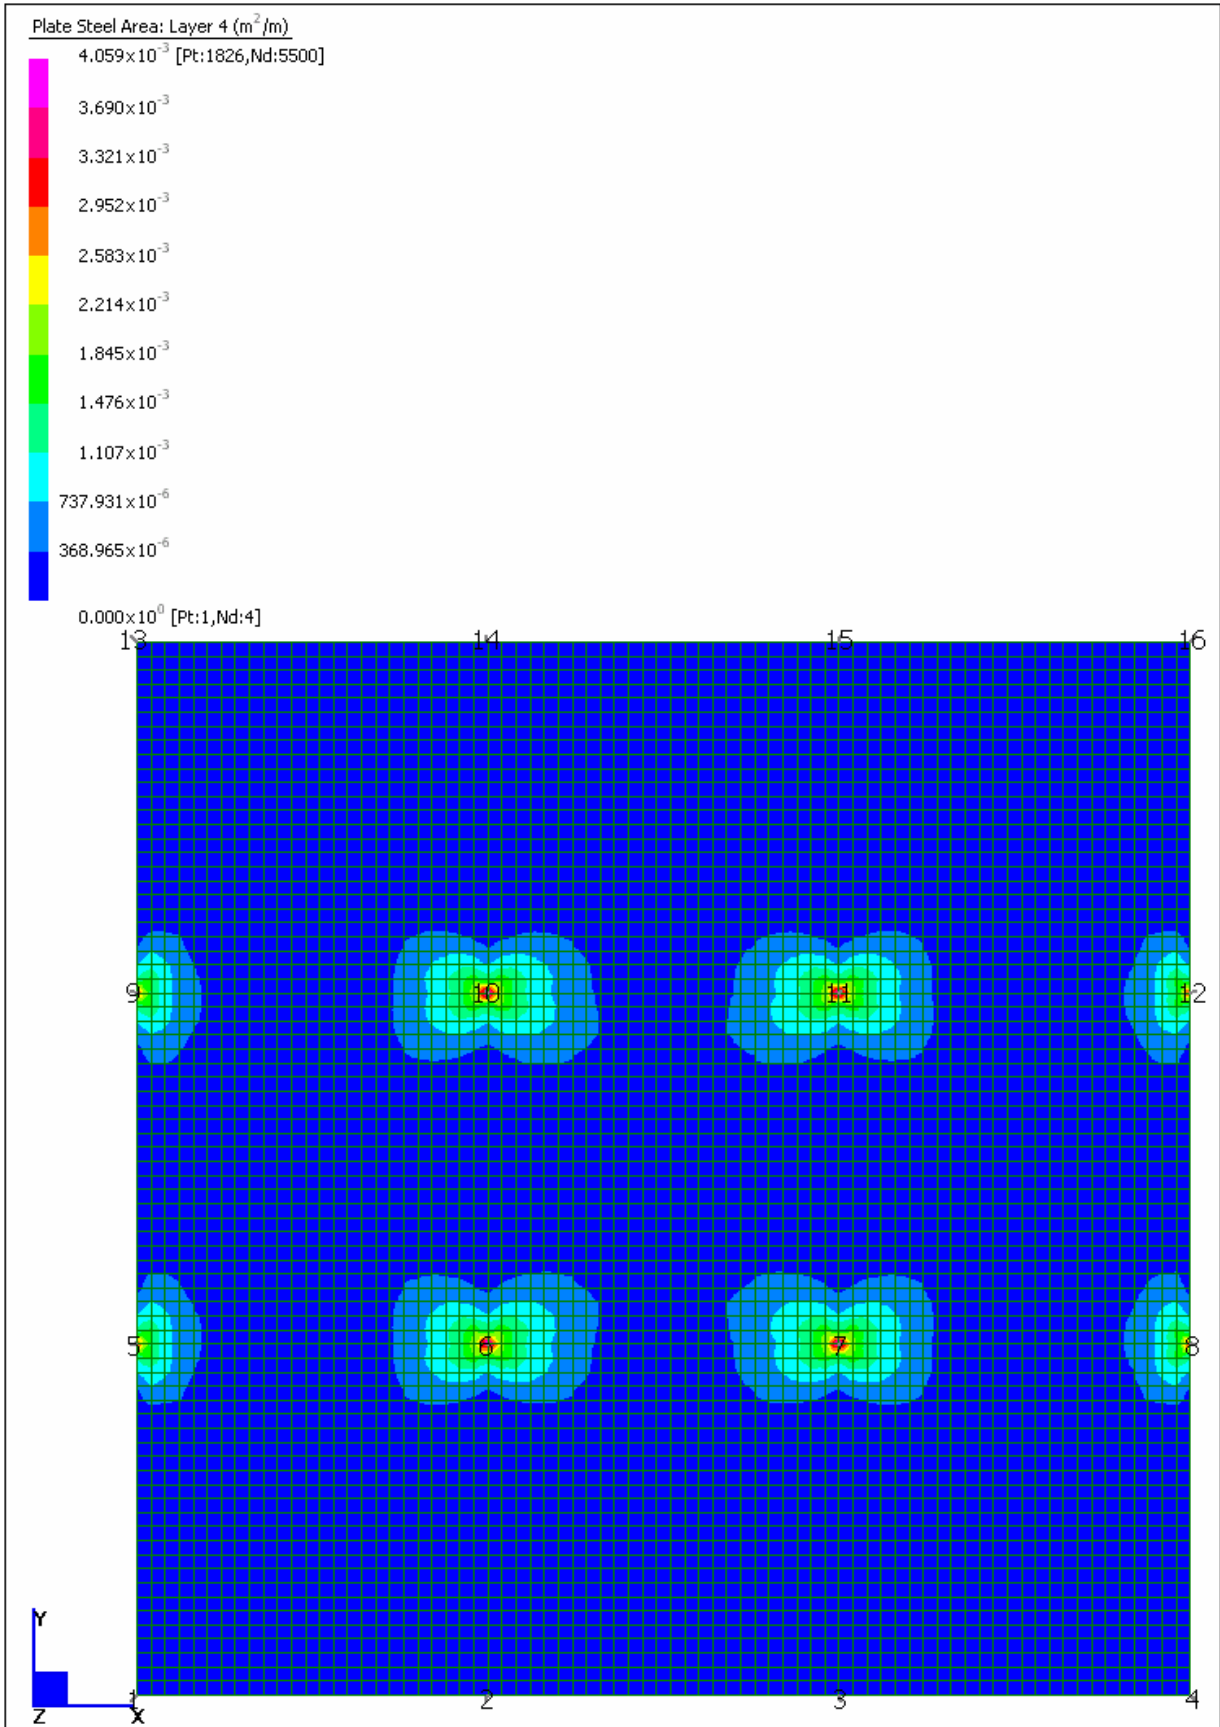 Plate Steel Area: Layer 4 (m²/m)
4.059x10⁻³ [Pt:1826,Nd:5500]
3.690x10⁻³
3.321x10⁻³
2.952x10⁻³
2.583x10⁻³
2.214x10⁻³
1.845x10⁻³
1.476x10⁻³
1.107x10⁻³
737.931x10⁻⁶
368.965x10⁻⁶
0.000x10⁰ [Pt:1,Nd:4]
13 14 15 16
9 10 11 12
5 6 7 8
Y
1 2 3 4
Z X